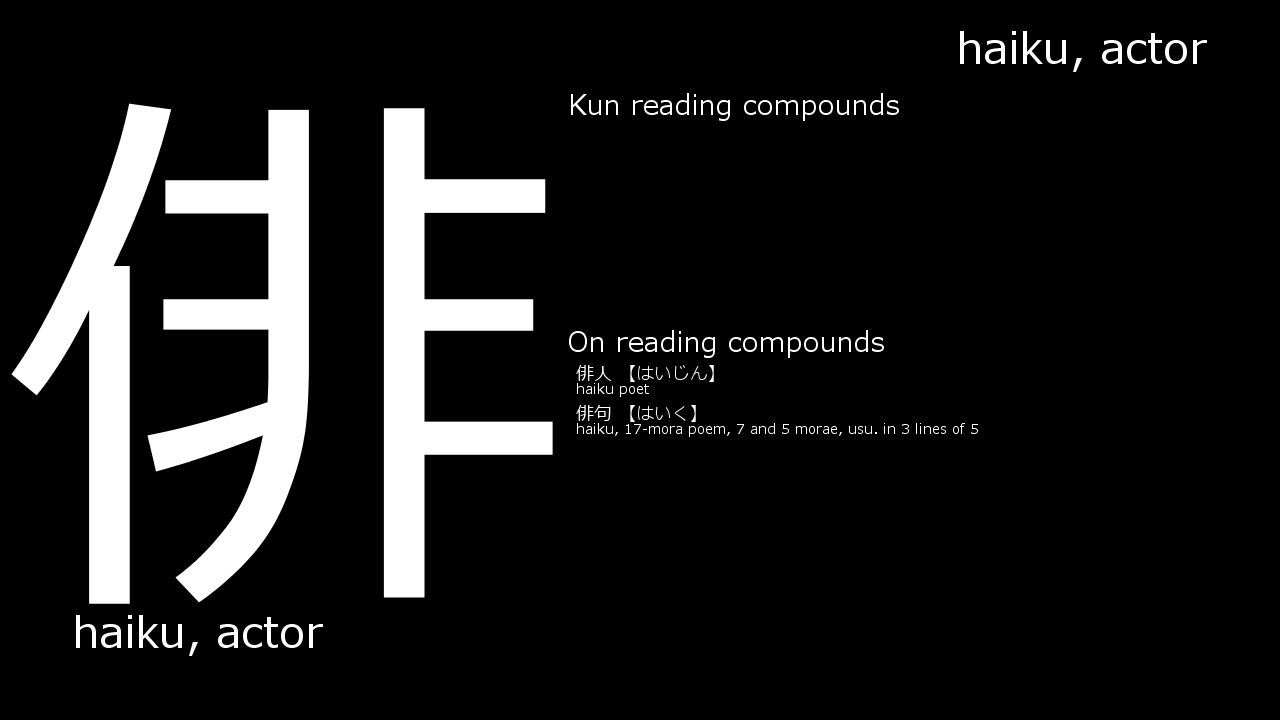 haiku, actor
俳
Kun reading compounds
On reading compounds
俳人 【はいじん】
haiku poet
俳句 【はいく】
haiku, 17-mora poem, 7 and 5 morae, usu. in 3 lines of 5
haiku, actor